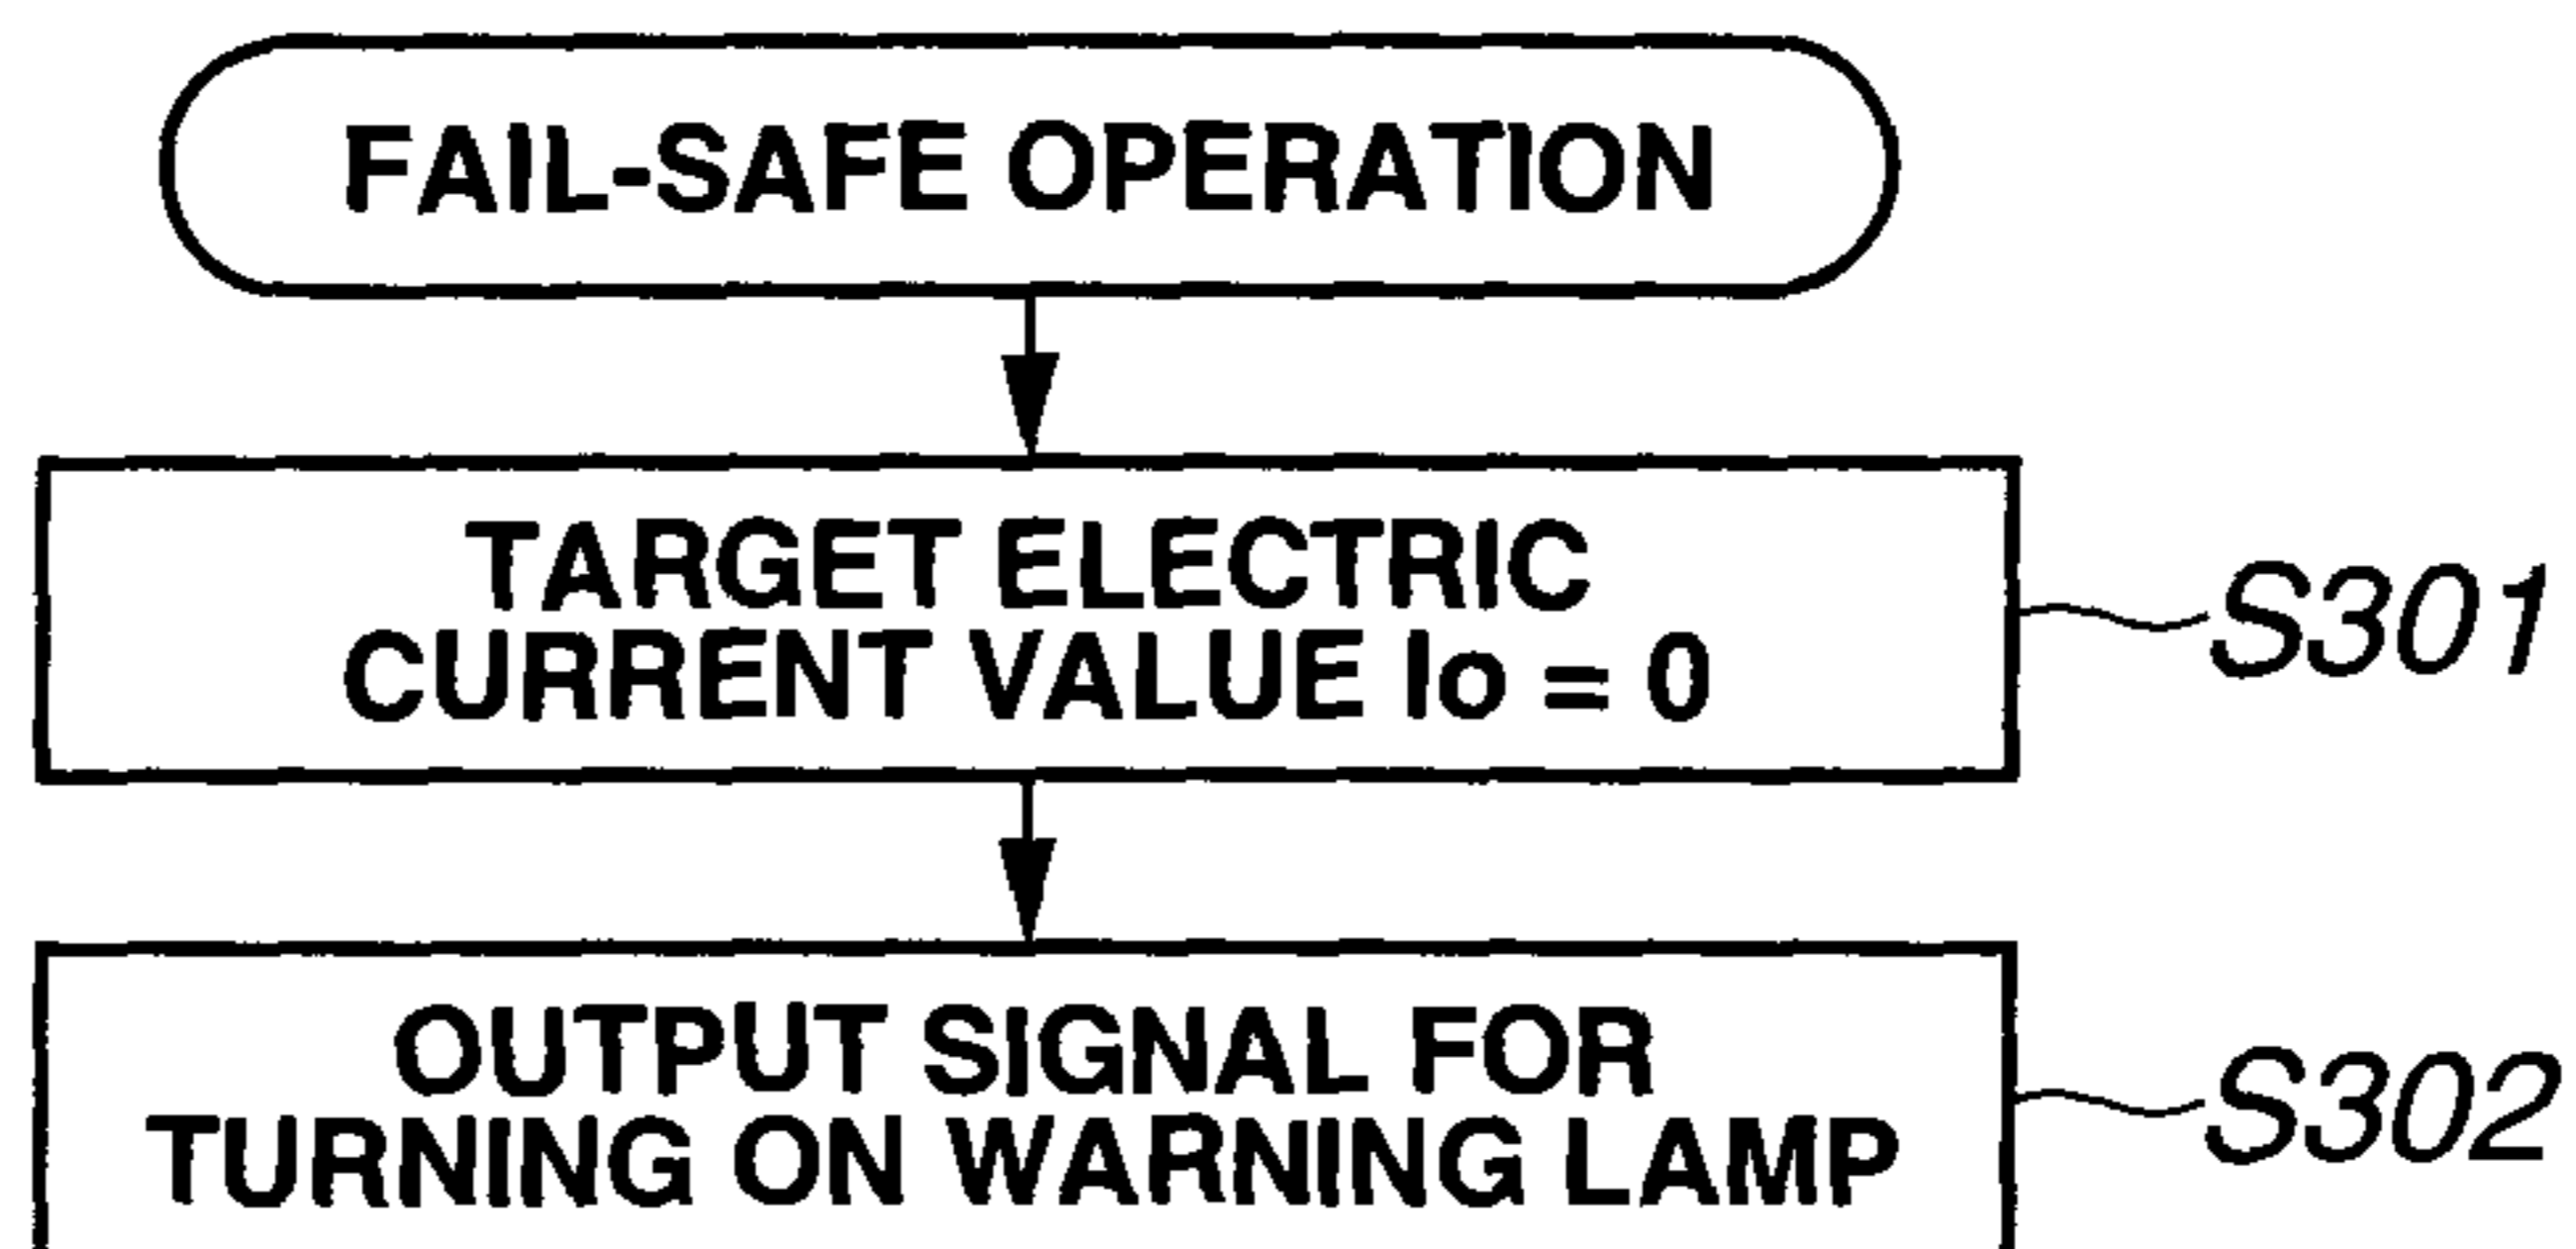 FAIL-SAFE OPERATION
TARGET ELECTRIC
CURRENT VALUE Io = 0
S301
OUTPUT SIGNAL FOR
TURNING ON WARNING LAMP
S302